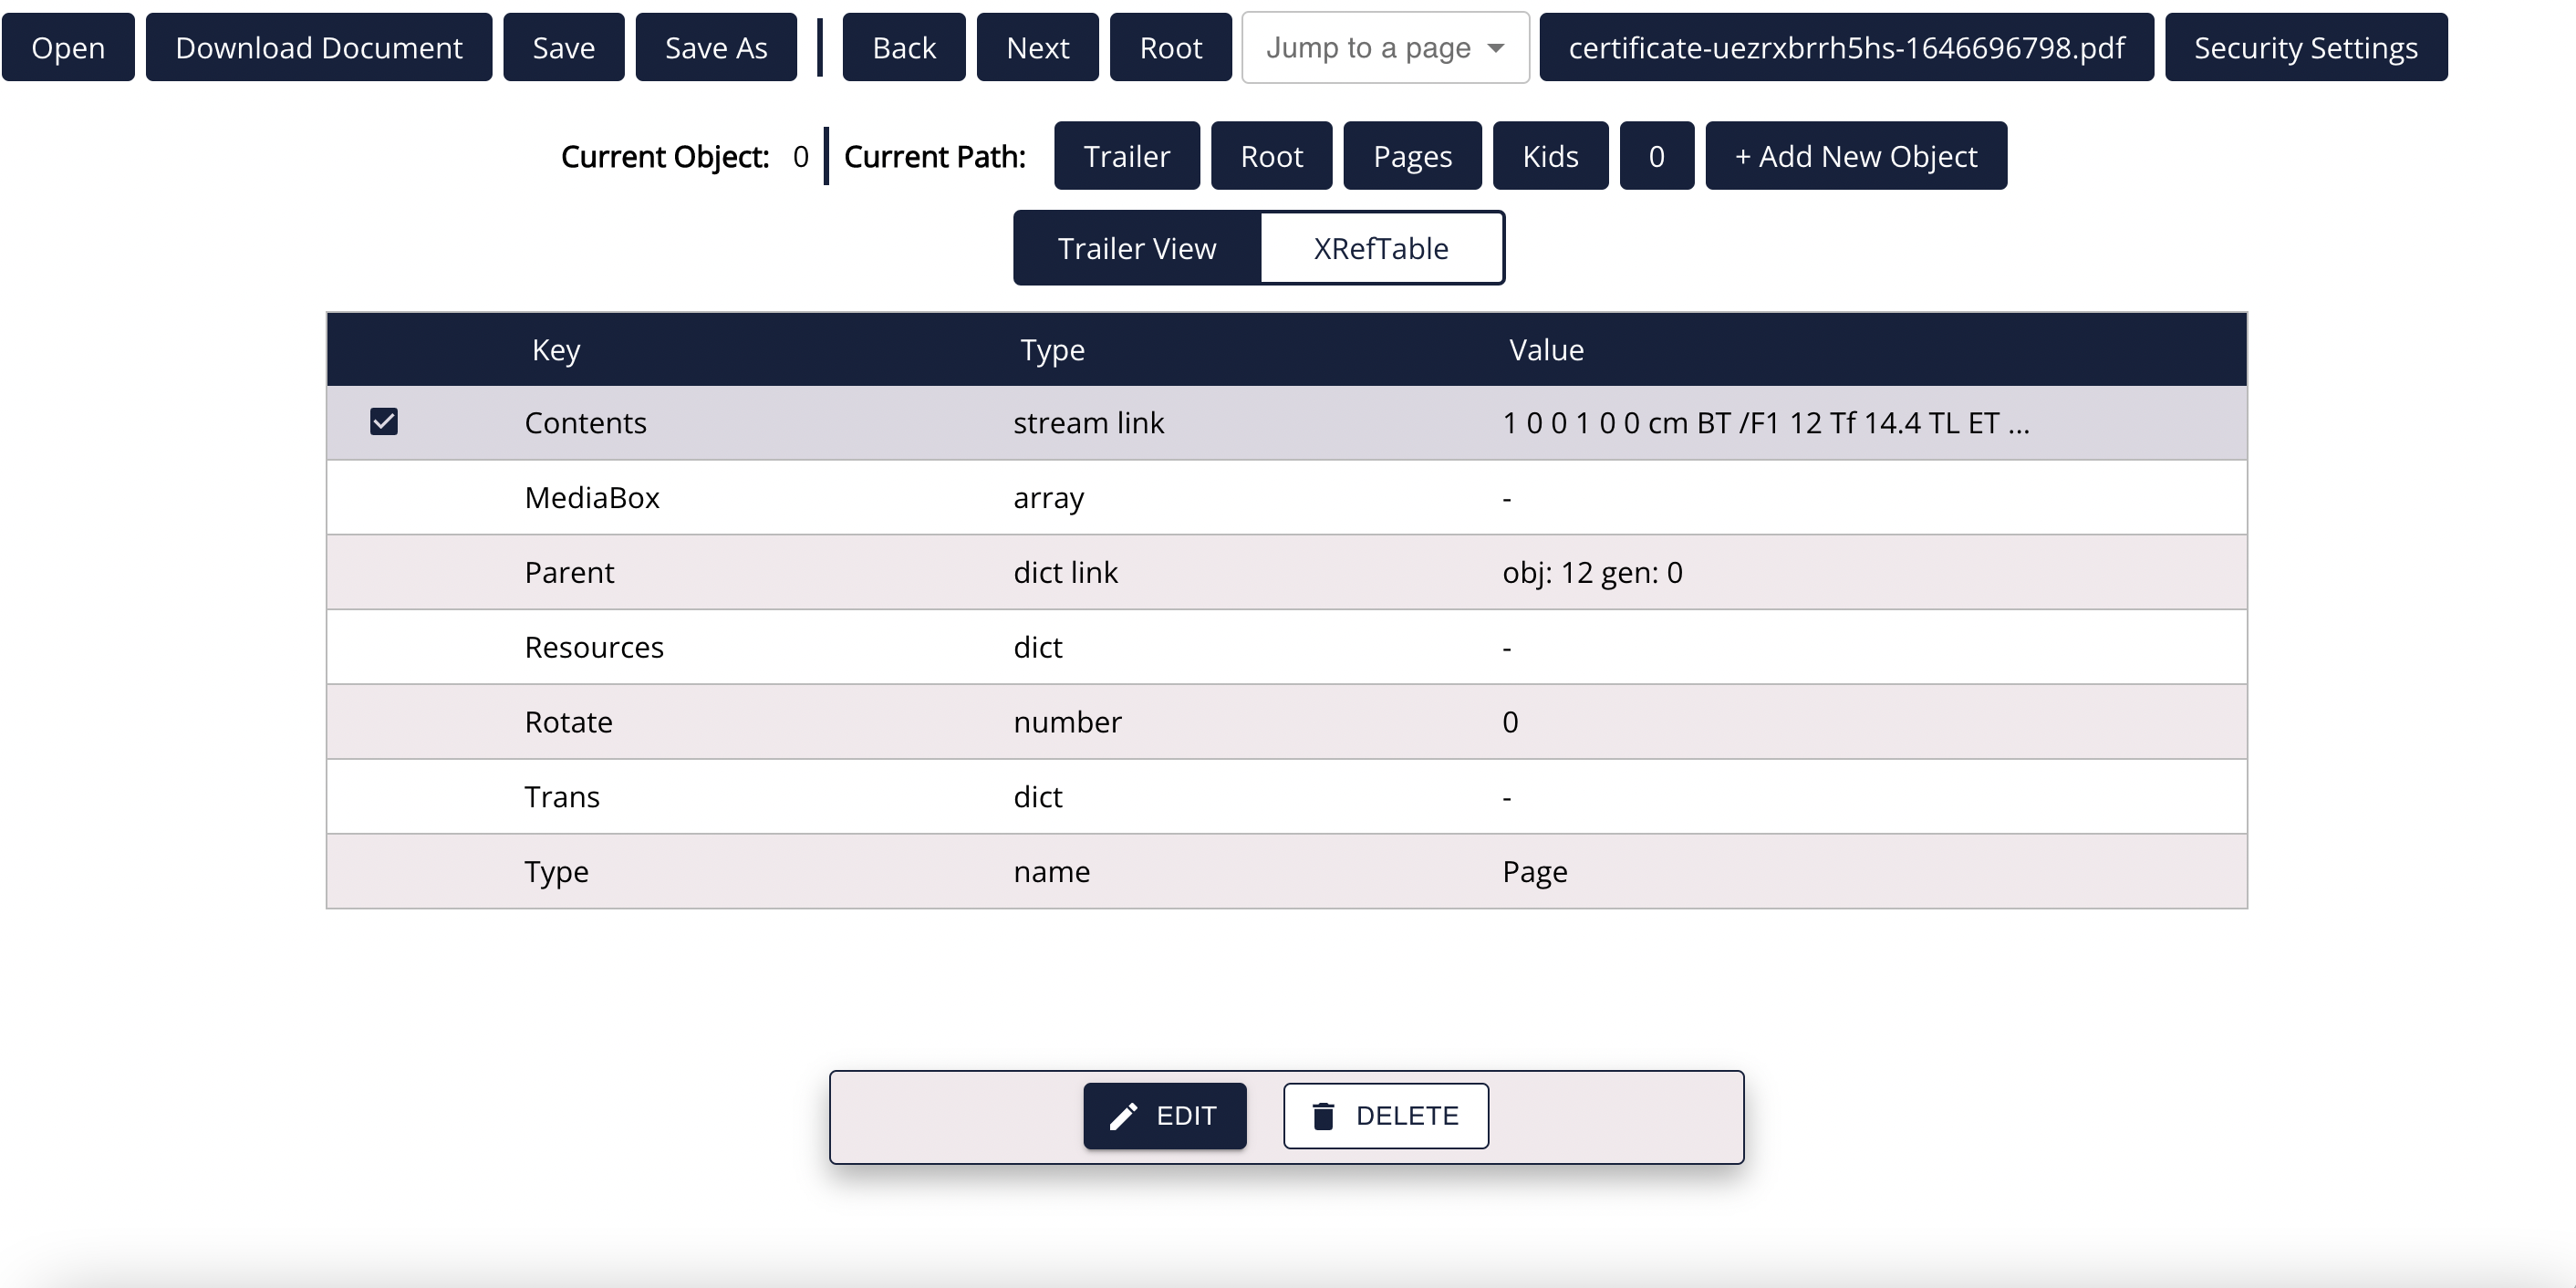 Open Download Document Save Save As Back Next Root Jump to a page certificate-uezrxbrrh5hs-1646696798.pdf Security Settings
Current Object: 0 Current Path: Trailer Root Pages Kids 0 + Add New Object
Trailer View XRefTable
Key Type Value
Contents stream link 1 0 0 1 0 0 cm BT /F1 12 Tf 14.4 TL ET ...
MediaBox array -
Parent dict link obj: 12 gen: 0
Resources dict -
Rotate number 0
Trans dict -
Type name Page
EDIT DELETE